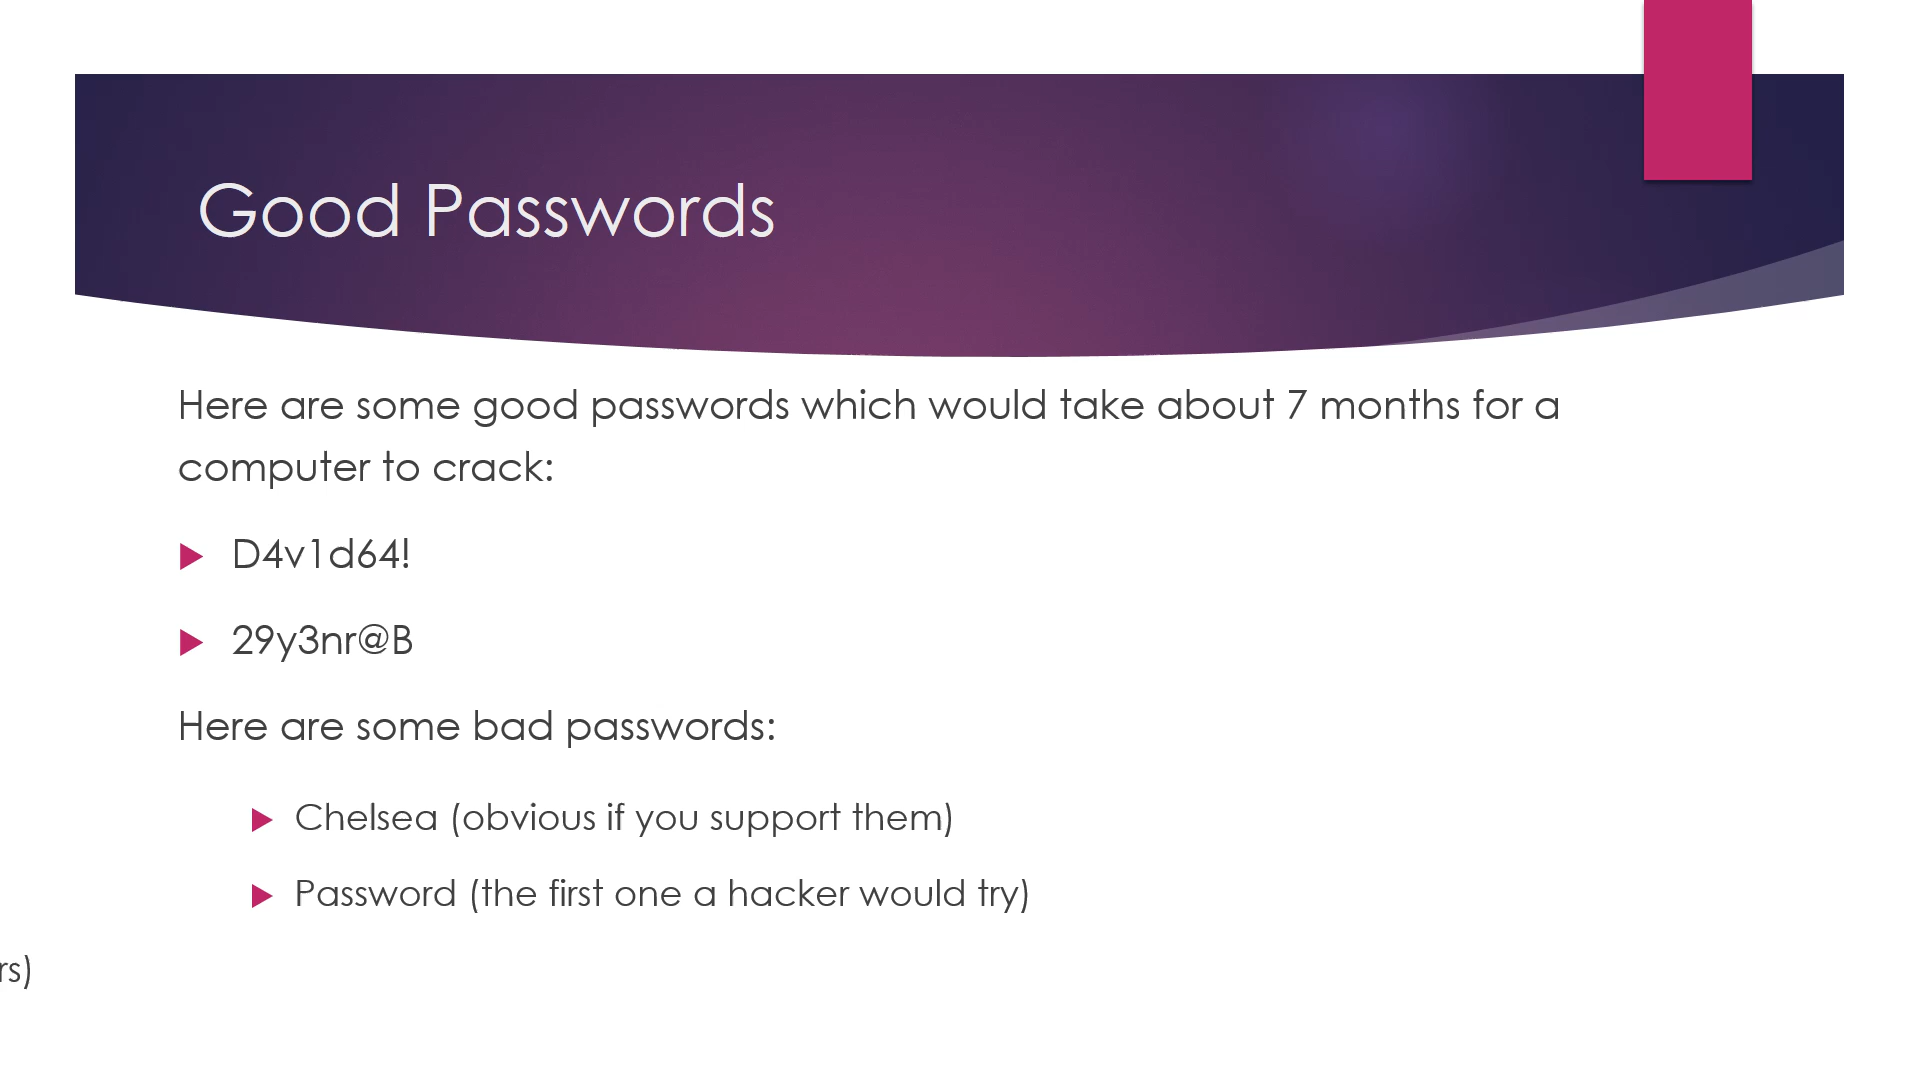 Good Passwords
Here are some good passwords which would take about 7 months for a
computer to crack:
D4v1d64!
29y3nr@B
Here are some bad passwords:
Chelsea (obvious if you support them)
Password (the first one a hacker would try)
rs)